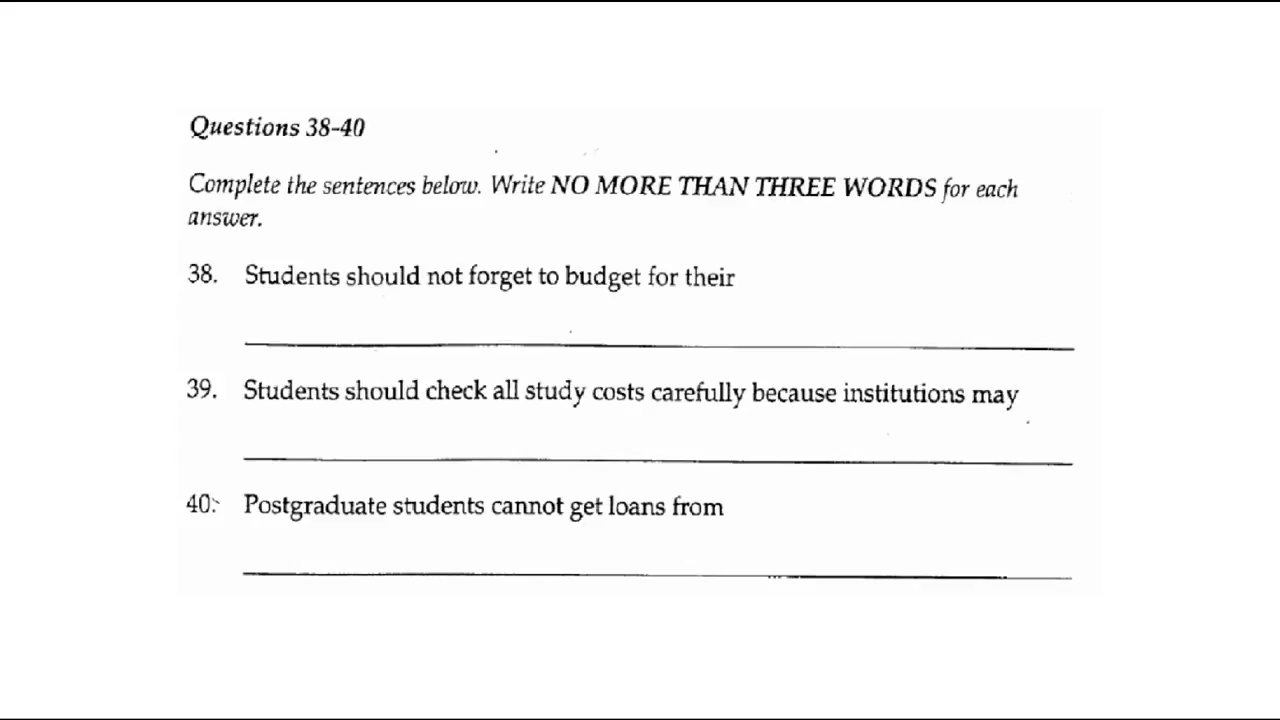 Questions 38-40
Complete the sentences below. Write NO MORE THAN THREE WORDS for each
answer.
38. Students should not forget to budget for their
39. Students should check all study costs carefully because institutions may
40. Postgraduate students cannot get loans from